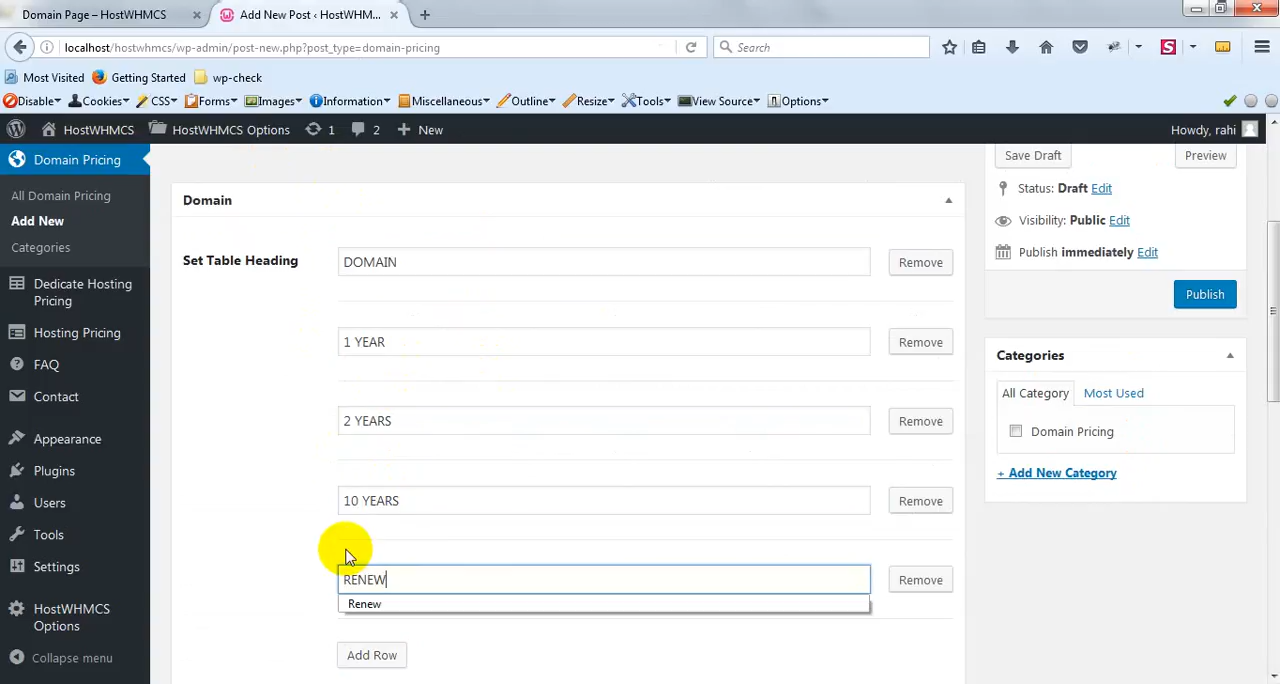 Domain Page – HostWHMCS
Add New Post ‹ HostWHM...
localhost/hostwhmcs/wp-admin/post-new.php?post_type=domain-pricing
Search
Most Visited
Getting Started
wp-check
Disable
Cookies
CSS
Forms
Images
Information
Miscellaneous
Outline
Resize
Tools
View Source
Options
HostWHMCS
HostWHMCS Options
1
2
New
Howdy, rahi
Domain Pricing
All Domain Pricing
Add New
Categories
Dedicate Hosting
Pricing
Hosting Pricing
FAQ
Contact
Appearance
Plugins
Users
Tools
Settings
HostWHMCS
Options
Collapse menu
Domain
Set Table Heading
DOMAIN
Remove
1 YEAR
Remove
2 YEARS
Remove
10 YEARS
Remove
RENEW
Remove
Renew
Add Row
Save Draft
Preview
Status: Draft Edit
Visibility: Public Edit
Publish immediately Edit
Publish
Categories
All Category
Most Used
Domain Pricing
+ Add New Category